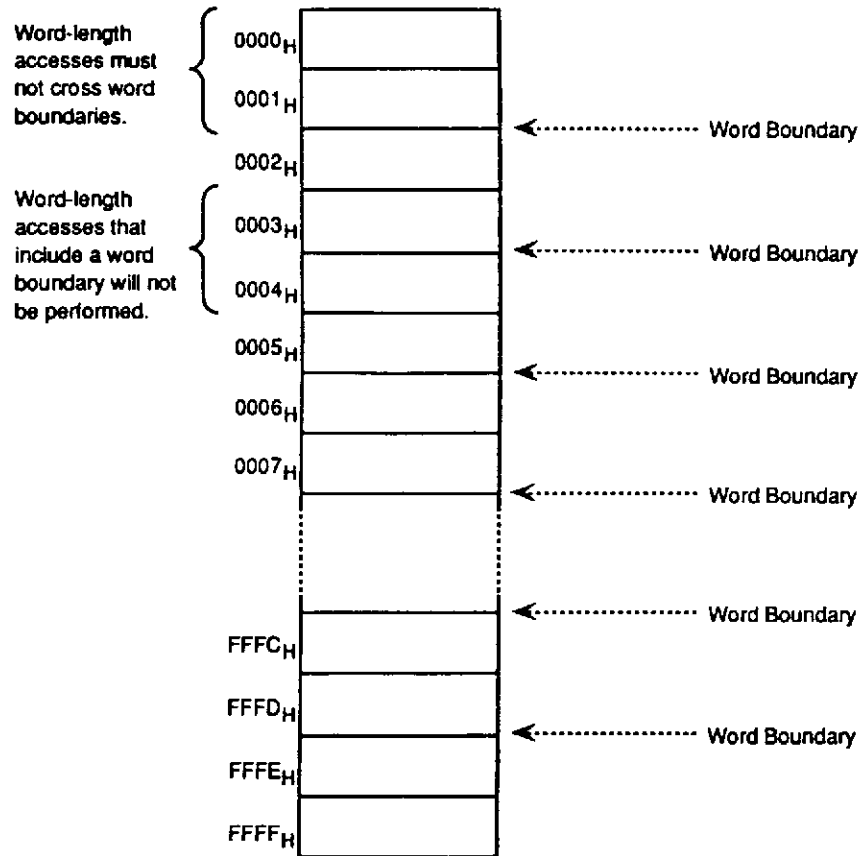 Word-length
accesses must
not cross word
boundaries.
0000H
0001H
Word Boundary
0002H
Word-length
accesses that
include a word
boundary will not
be performed.
0003H
Word Boundary
0004H
0005H
Word Boundary
0006H
0007H
Word Boundary
Word Boundary
FFFCH
FFFDH
Word Boundary
FFFEH
FFFFH